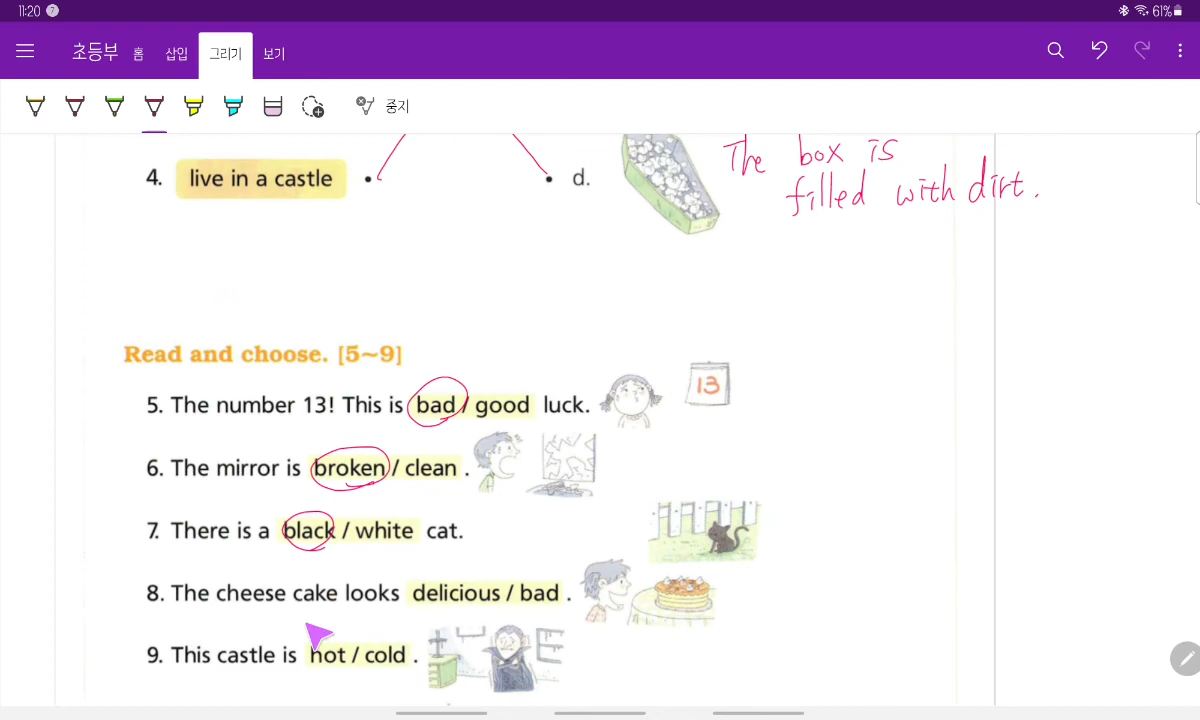 11:20 7 61%
초등부 홈 삽입 그리기 보기
중지
4. live in a castle • • d.
The box is
filled with dirt.
Read and choose. [5~9]
5. The number 13! This is bad / good luck.
13
6. The mirror is broken / clean .
7. There is a black / white cat.
8. The cheese cake looks delicious / bad .
9. This castle is hot / cold .